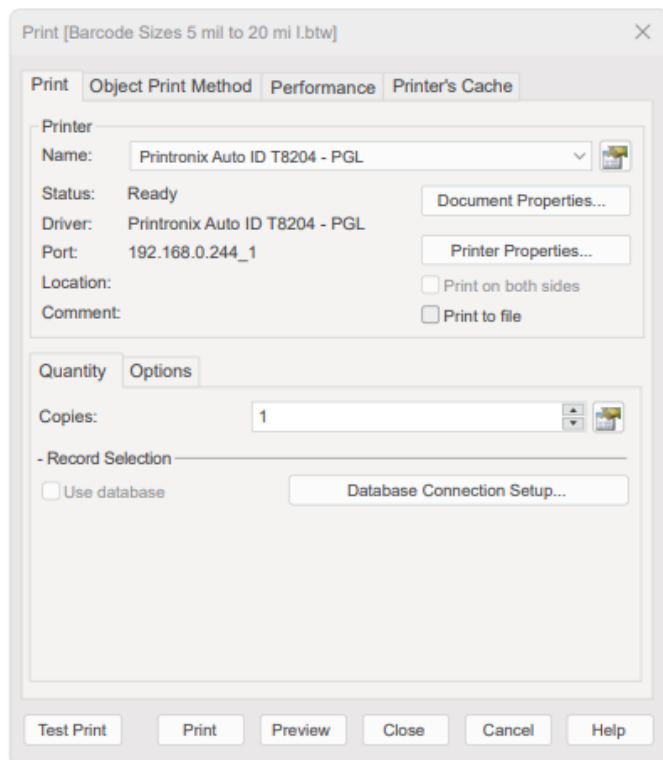 Print [Barcode Sizes 5 mil to 20 mi l.btw]
Print Object Print Method Performance Printer's Cache
Printer
Name: Printronix Auto ID T8204 - PGL
Status: Ready
Document Properties...
Driver: Printronix Auto ID T8204 - PGL
Port: 192.168.0.244_1
Printer Properties...
Location:
Print on both sides
Comment:
Print to file
Quantity Options
Copies: 1
- Record Selection
Use database
Database Connection Setup...
Test Print Print Preview Close Cancel Help